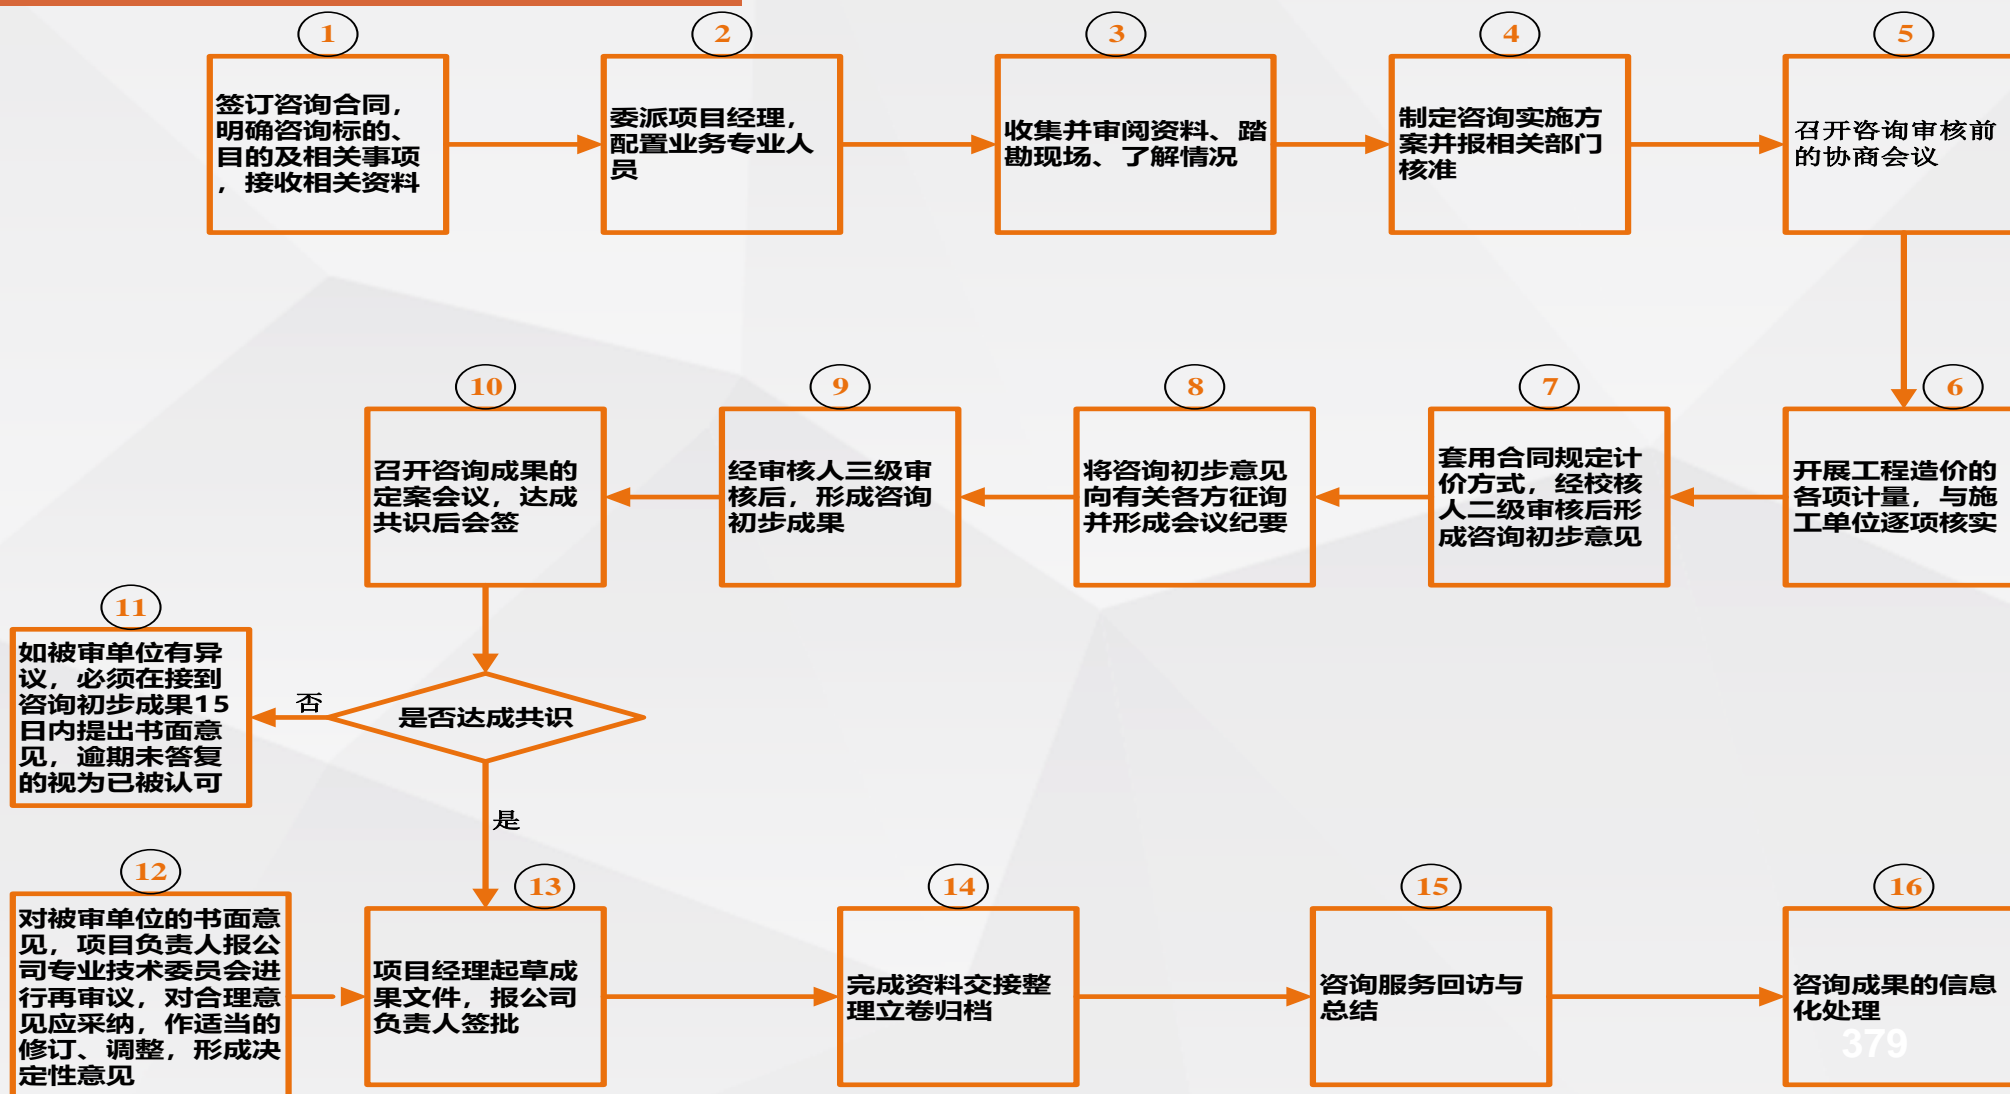 1
签订咨询合同，
明确咨询标的、
目的及相关事项
，接收相关资料
2
委派项目经理，
配置业务专业人
员
3
收集并审阅资料、踏
勘现场、了解情况
4
制定咨询实施方
案并报相关部门
核准
5
召开咨询审核前
的协商会议
6
开展工程造价的
各项计量，与施
工单位逐项核实
7
套用合同规定计
价方式，经校核
人二级审核后形
成咨询初步意见
8
将咨询初步意见
向有关各方征询
并形成会议纪要
9
经审核人三级审
核后，形成咨询
初步成果
10
召开咨询成果的
定案会议，达成
共识后会签
是否达成共识
否
是
11
如被审单位有异
议，必须在接到
咨询初步成果15
日内提出书面意
见，逾期未答复
的视为已被认可
12
对被审单位的书面意
见，项目负责人报公
司专业技术委员会进
行再审议，对合理意
见应采纳，作适当的
修订、调整，形成决
定性意见
13
项目经理起草成
果文件，报公司
负责人签批
14
完成资料交接整
理立卷归档
15
咨询服务回访与
总结
16
咨询成果的信息
化处理
379